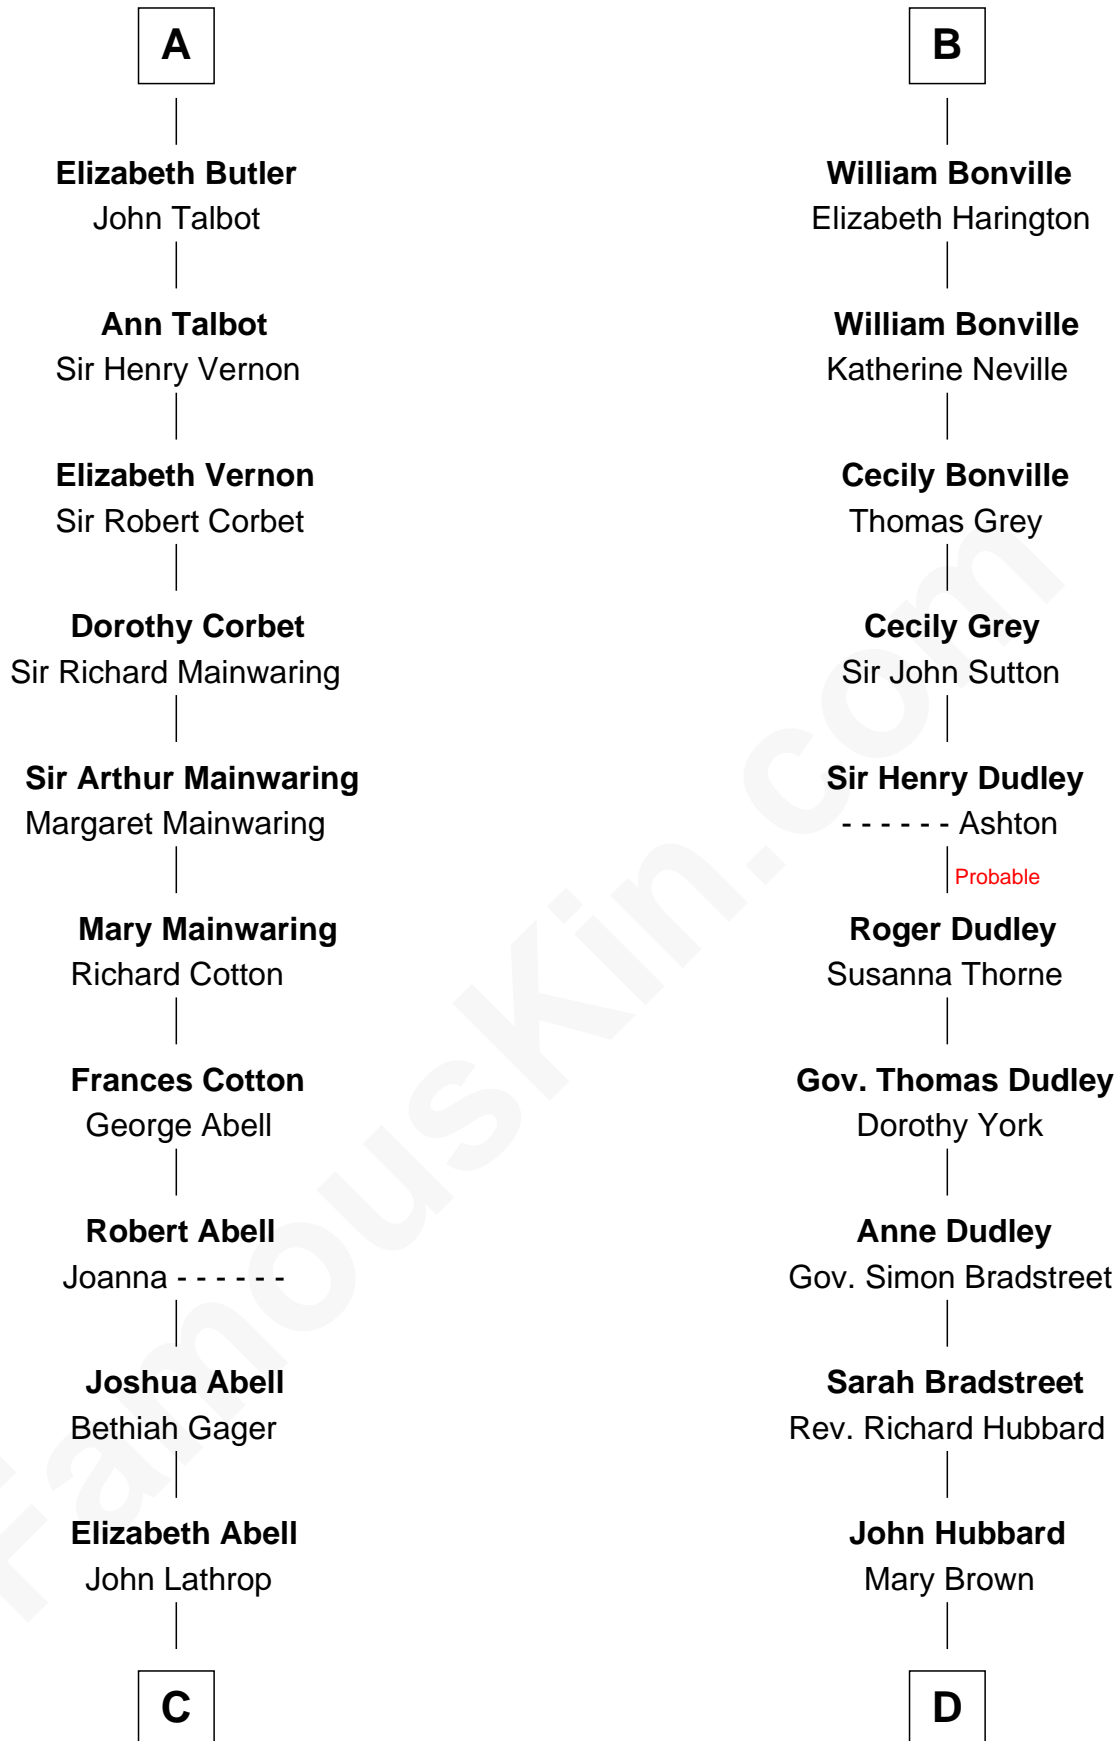 A
Elizabeth Butler
John Talbot
Ann Talbot
Sir Henry Vernon
Elizabeth Vernon
Sir Robert Corbet
Dorothy Corbet
Sir Richard Mainwaring
Sir Arthur Mainwaring
Margaret Mainwaring
Mary Mainwaring
Richard Cotton
Frances Cotton
George Abell
Robert Abell
Joanna - - - - - -
Joshua Abell
Bethiah Gager
Elizabeth Abell
John Lathrop
C
B
William Bonville
Elizabeth Harington
William Bonville
Katherine Neville
Cecily Bonville
Thomas Grey
Cecily Grey
Sir John Sutton
Sir Henry Dudley
- - - - - - Ashton
Probable
Roger Dudley
Susanna Thorne
Gov. Thomas Dudley
Dorothy York
Anne Dudley
Gov. Simon Bradstreet
Sarah Bradstreet
Rev. Richard Hubbard
John Hubbard
Mary Brown
D
FamousKin.com